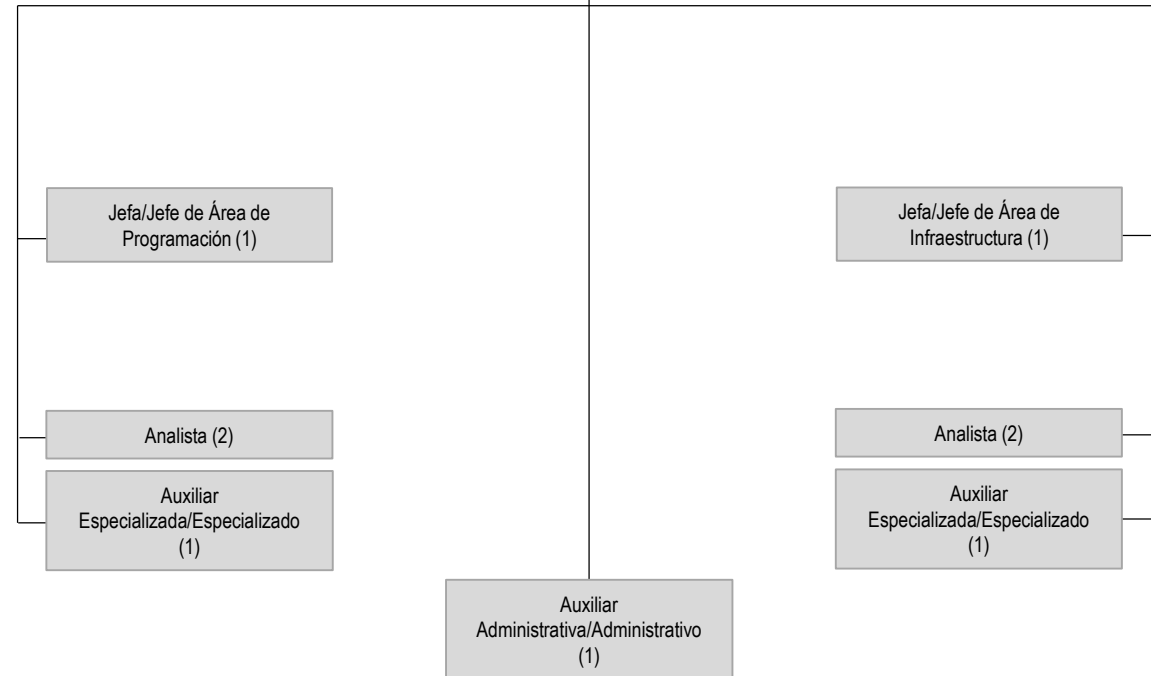 Jefa/Jefe de Área de
Programación (1)
Jefa/Jefe de Área de
Infraestructura (1)
Analista (2)
Analista (2)
Auxiliar
Especializada/Especializado
(1)
Auxiliar
Especializada/Especializado
(1)
Auxiliar
Administrativa/Administrativo
(1)